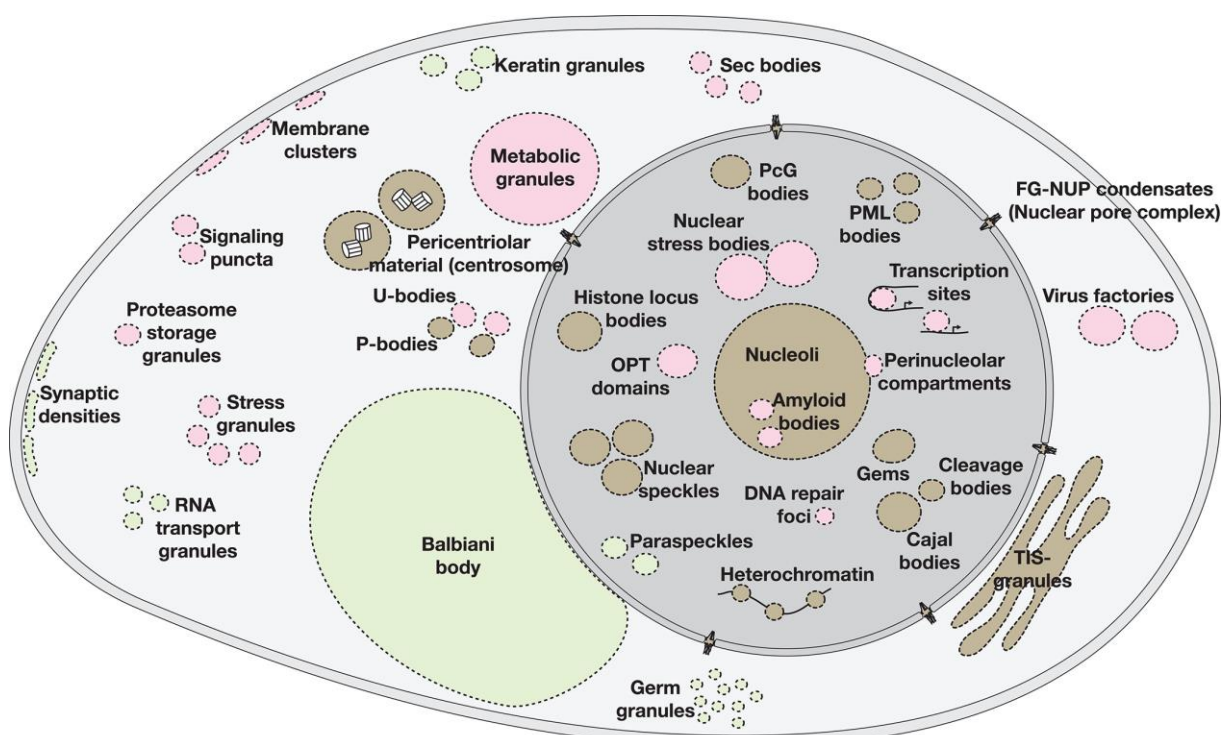 Keratin granules
Sec bodies
Membrane
clusters
Metabolic
granules
PcG
bodies
PML
bodies
FG-NUP condensates
(Nuclear pore complex)
Signaling
puncta
Pericentriolar
material (centrosome)
Nuclear
stress bodies
Transcription
sites
Virus factories
U-bodies
P-bodies
Histone locus
bodies
Proteasome
storage
granules
Nucleoli
OPT
domains
Perinucleolar
compartments
Synaptic
densities
Stress
granules
Amyloid
bodies
Nuclear
speckles
Gems
Cleavage
bodies
DNA repair
foci
RNA
transport
granules
Balbiani
body
Paraspeckles
Cajal
bodies
TIS-
granules
Heterochromatin
Germ
granules